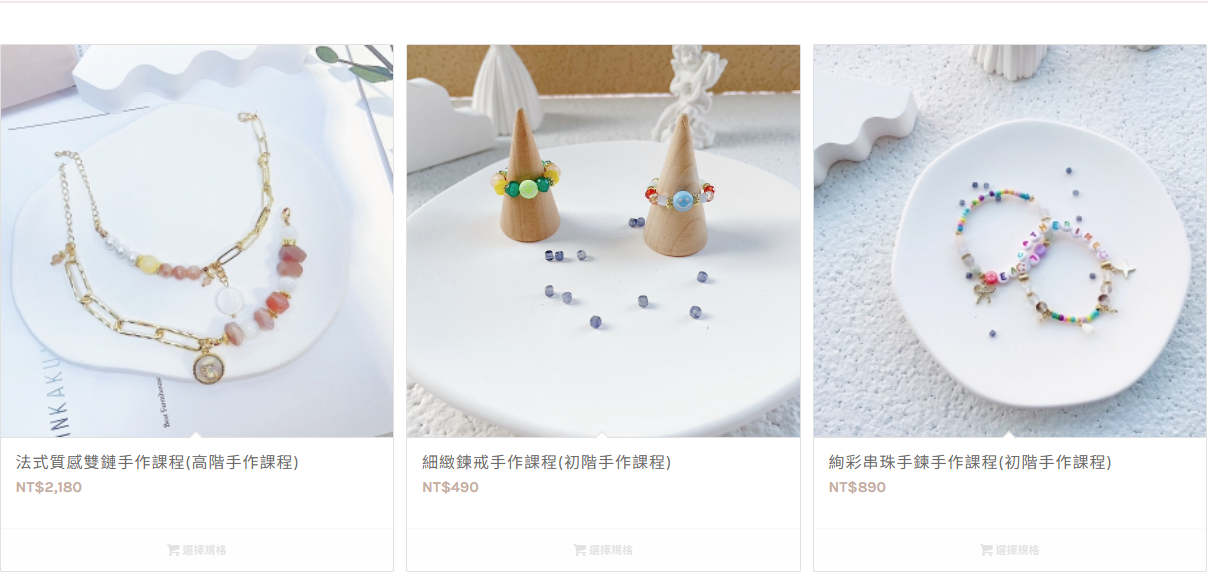 INKAKU
Best Farmhouse
法式質感雙鏈手作課程(高階手作課程)
NT$2,180
選擇規格
細緻鍊戒手作課程(初階手作課程)
NT$490
選擇規格
絢彩串珠手鍊手作課程(初階手作課程)
NT$890
選擇規格